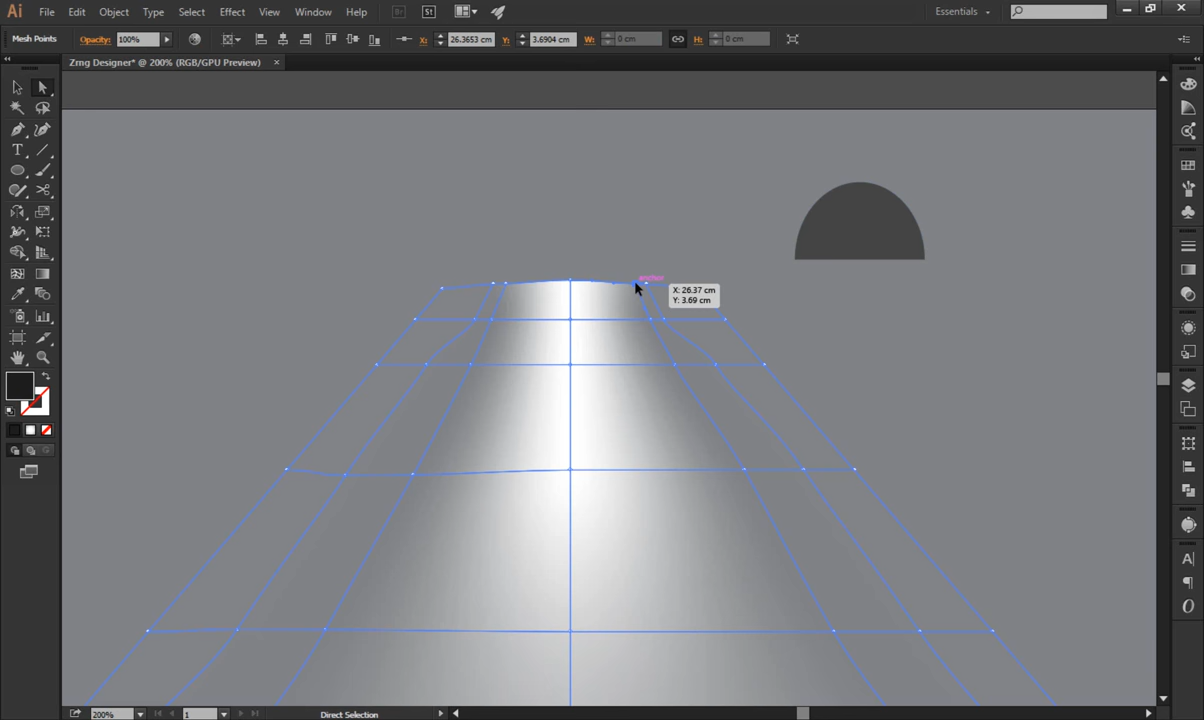 Ai File Edit Object Type Select Effect View Window Help Br St Essentials
Mesh Points Opacity: 100% X: 26.3653 cm Y: 3.6904 cm W: 0 cm H: 0 cm
Zrng Designer* @ 200% (RGB/GPU Preview) ×
X: 26.37 cm
Y: 3.69 cm
200% 1 Direct Selection